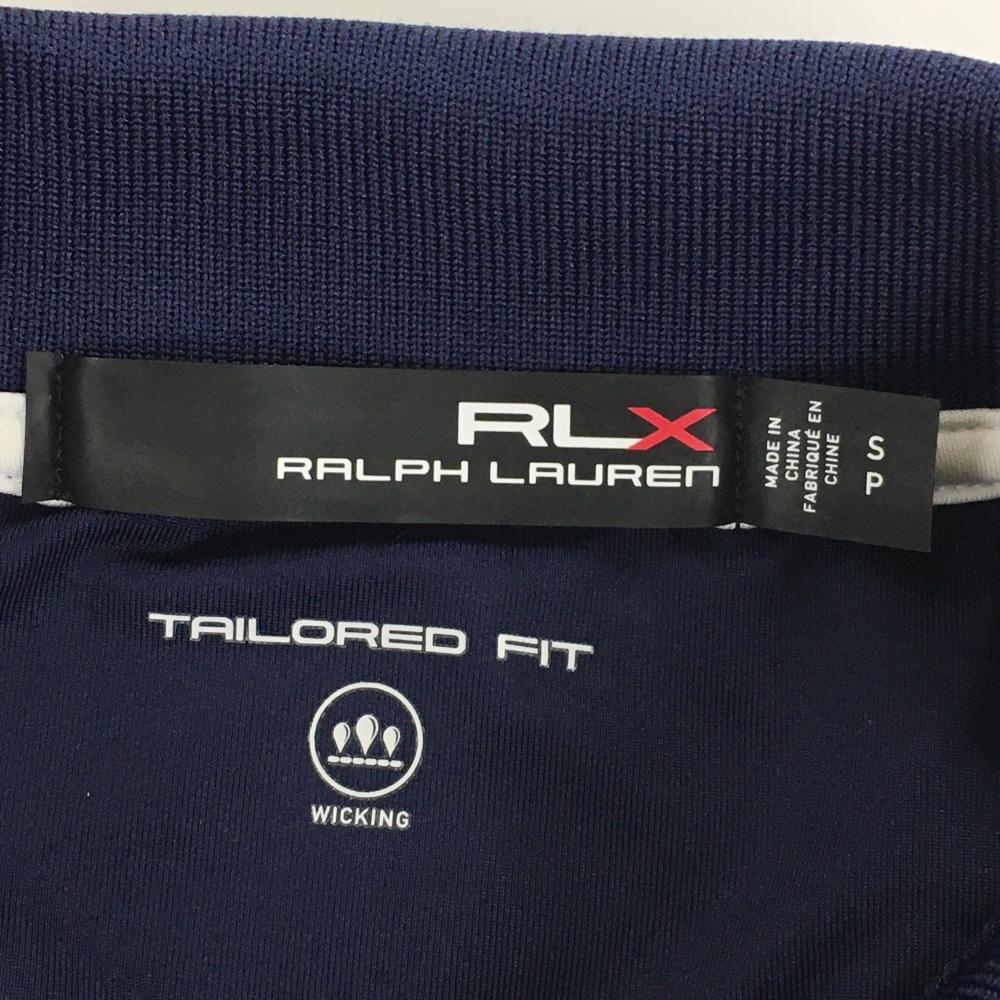 RLX
RALPH LAUREN
MADE IN
CHINA
FABRIQUÉ EN
CHINE
S
P
TAILORED FIT
WICKING